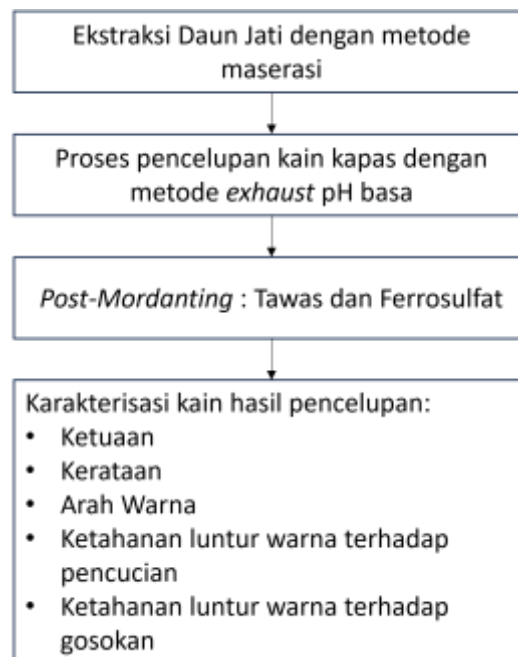 Ekstraksi Daun Jati dengan metode
maserasi
Proses pencelupan kain kapas dengan
metode exhaust pH basa
Post-Mordanting : Tawas dan Ferrosulfat
Karakterisasi kain hasil pencelupan:
• Ketuaan
• Kerataan
• Arah Warna
• Ketahanan luntur warna terhadap
pencucian
• Ketahanan luntur warna terhadap
gosokan